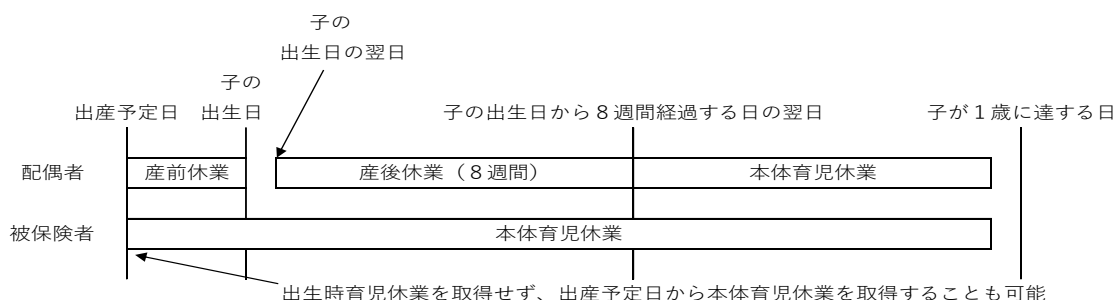 子の
出生日の翌日
子の
出産予定日 出生日 子の出生日から8週間経過する日の翌日 子が1歳に達する日
配偶者 産前休業 産後休業（8週間） 本体育児休業
被保険者 本体育児休業
出生時育児休業を取得せず、出産予定日から本体育児休業を取得することも可能